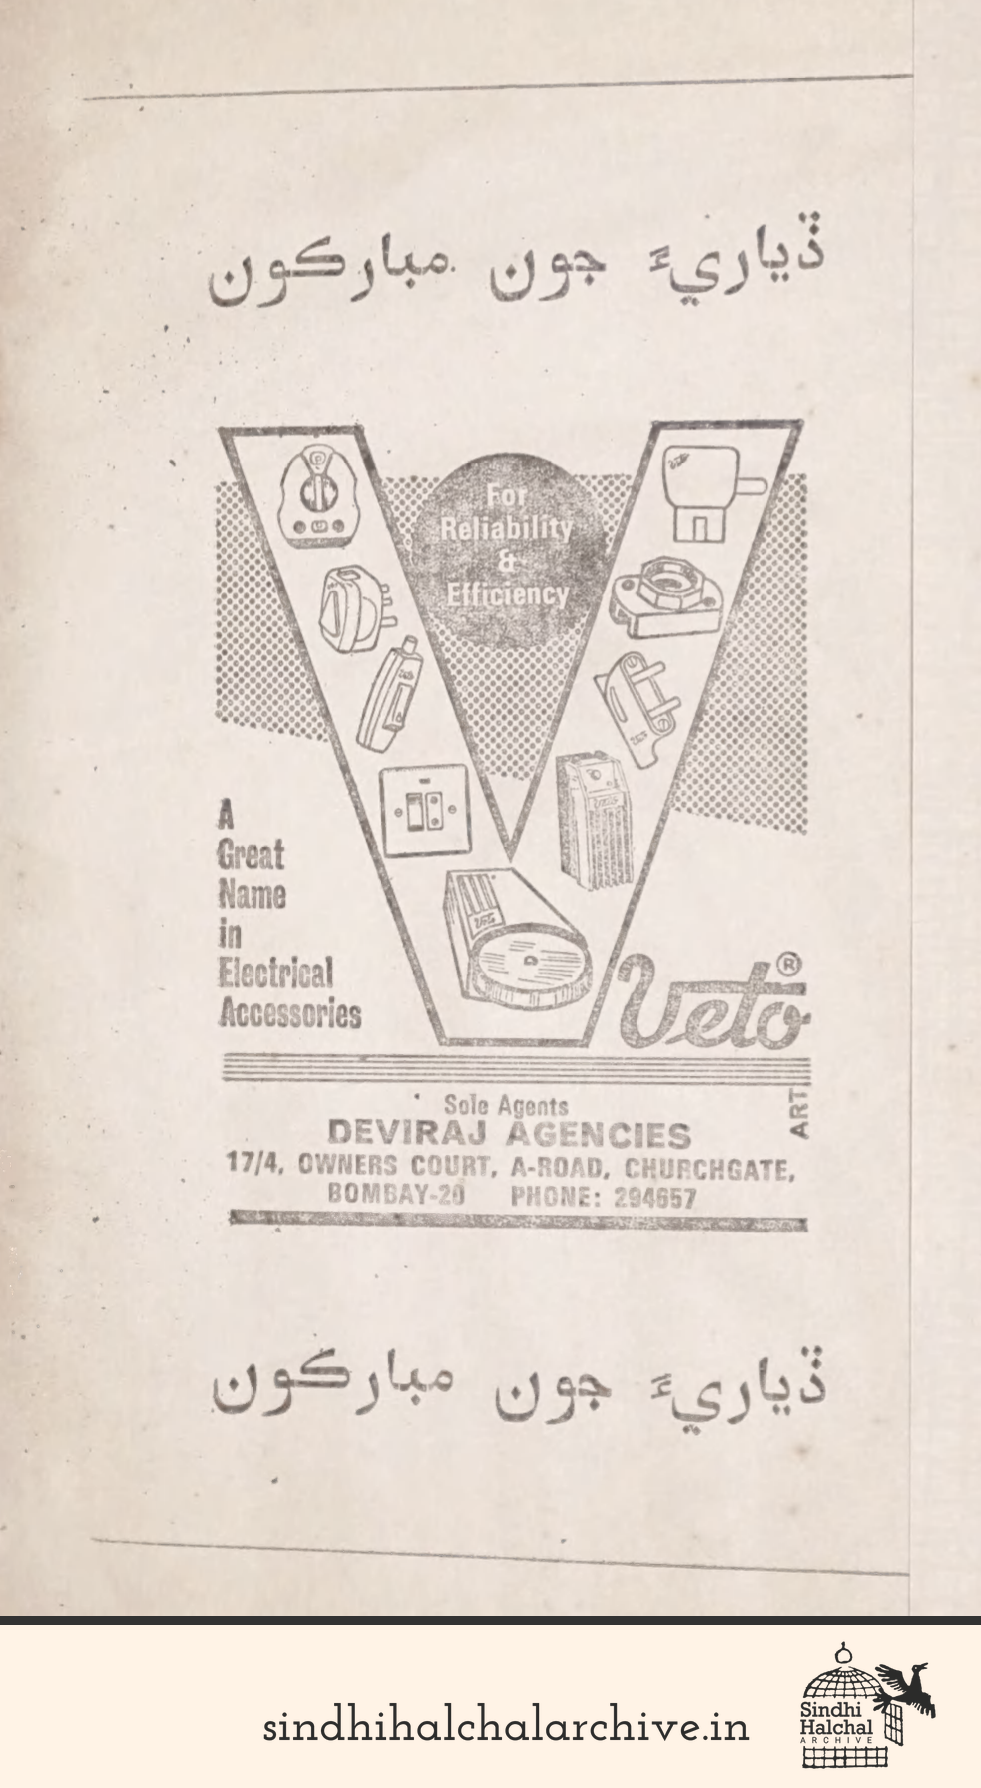 ڏياريءَ جون مبارڪون
For
Reliability
&
Efficiency
A
Great
Name
in
Electrical
Accessories
Veto®
ART
Sole Agents
DEVIRAJ AGENCIES
17/4, OWNERS COURT, A-ROAD, CHURCHGATE,
BOMBAY-20 PHONE: 294657
ڏياريءَ جون مبارڪون
sindhihalchalarchive.in
Sindhi
Halchal
ARCHIVE